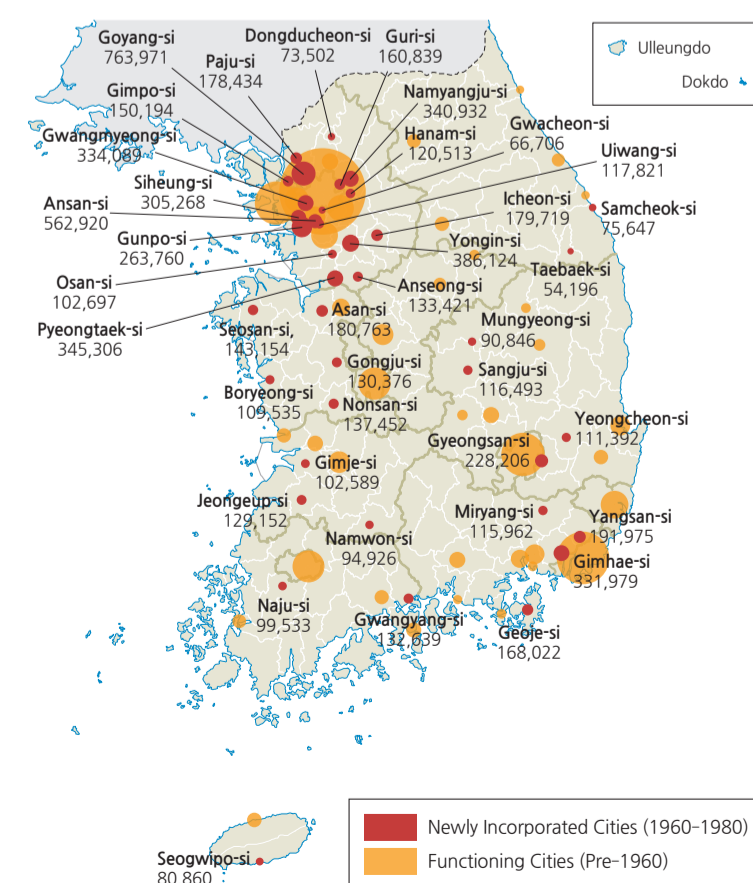 Goyang-si
763,971
Dongducheon-si
73,502
Guri-si
160,839
Ulleungdo
Dokdo
Paju-si
178,434
Gimpo-si
150,194
Namyangju-si
340,932
Gwangmyeong-si
334,089
Hanam-si
120,513
Gwacheon-si
66,706
Uiwang-si
117,821
Siheung-si
305,268
Ansan-si
562,920
Icheon-si
179,719
Samcheok-si
75,647
Gunpo-si
263,760
Yongin-si
386,124
Taebaek-si
54,196
Osan-si
102,697
Anseong-si
133,421
Pyeongtaek-si
345,306
Seosan-si,
143,154
Asan-si
180,763
Mungyeong-si
90,846
Gongju-si
130,376
Sangju-si
116,493
Boryeong-si
109,535
Nonsan-si
137,452
Yeongcheon-si
111,392
Gyeongsan-si
228,206
Gimje-si
102,589
Jeongeup-si
129,152
Miryang-si
115,962
Yangsan-si
191,975
Namwon-si
94,926
Gimhae-si
331,979
Naju-si
99,533
Gwangyang-si
132,639
Geoje-si
168,022
Newly Incorporated Cities (1960–1980)
Functioning Cities (Pre–1960)
Seogwipo-si
80,860